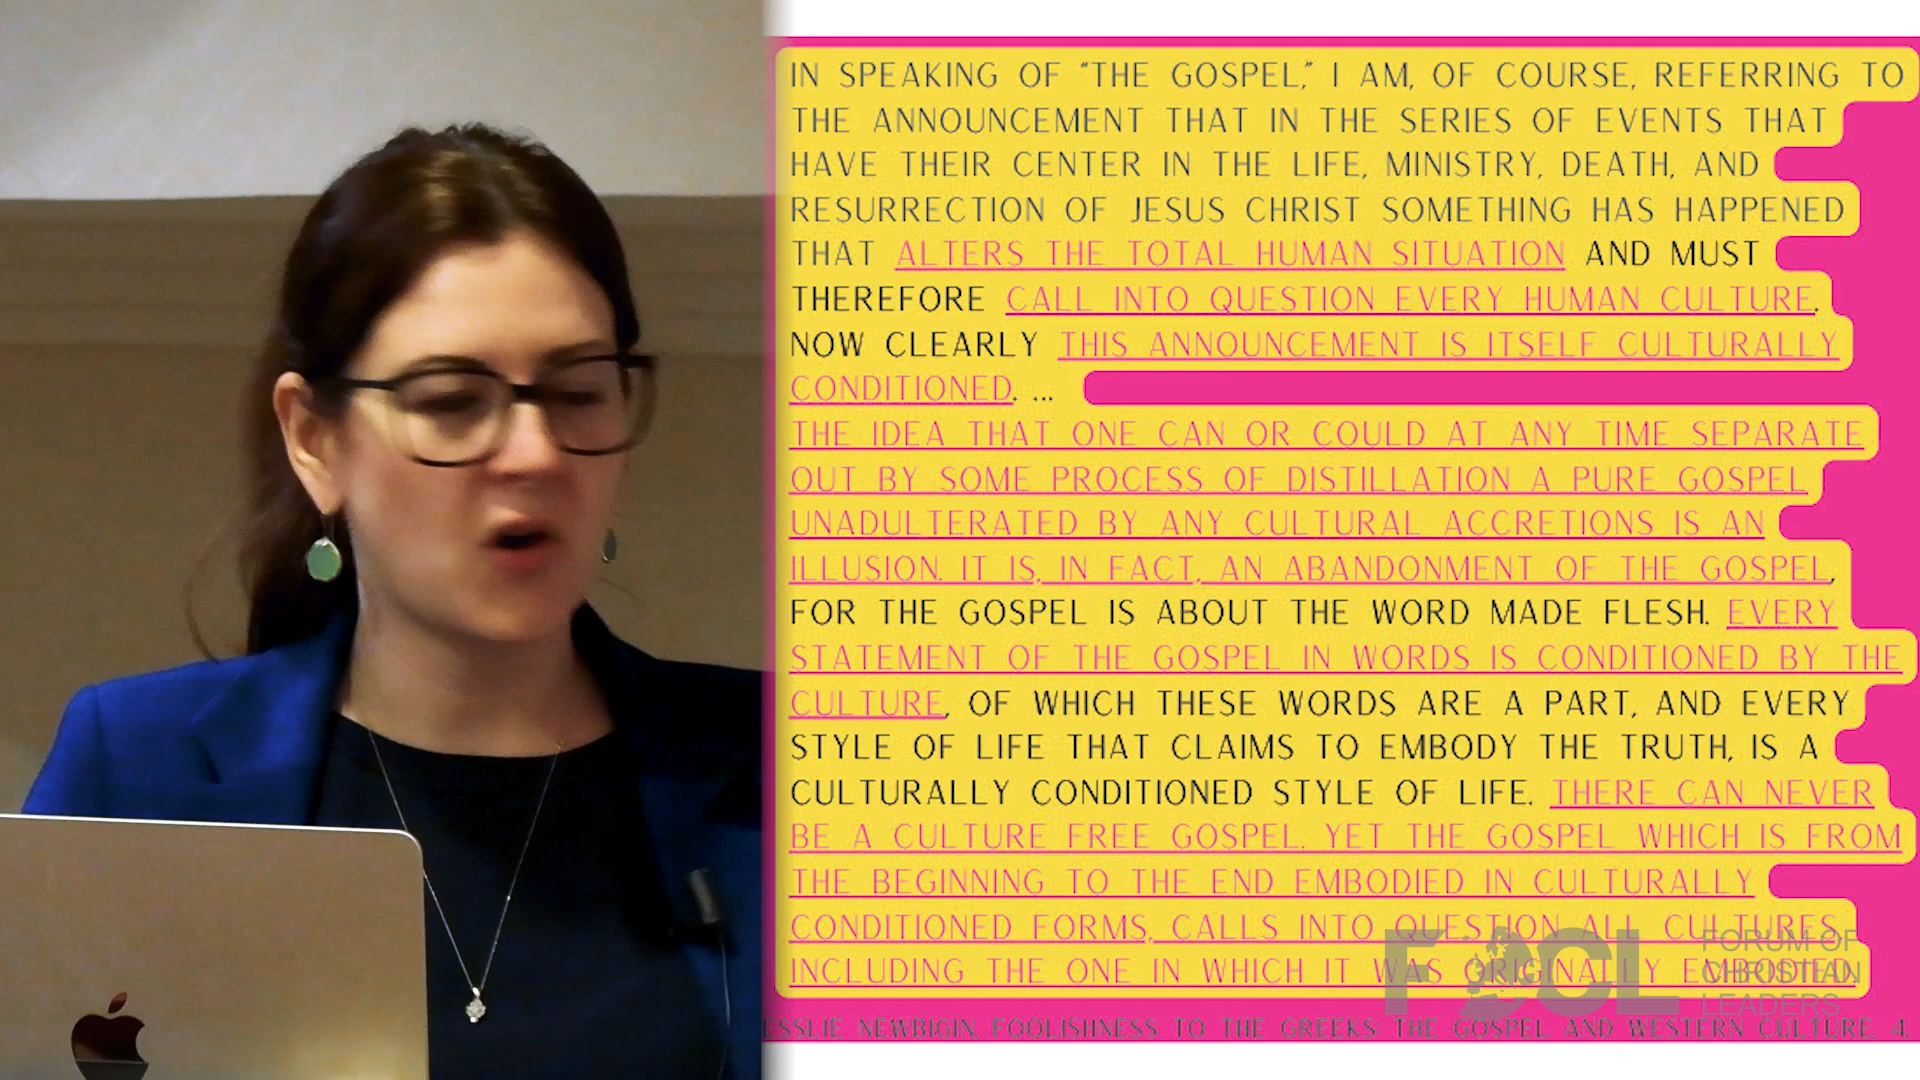 IN SPEAKING OF "THE GOSPEL," I AM, OF COURSE, REFERRING TO
THE ANNOUNCEMENT THAT IN THE SERIES OF EVENTS THAT
HAVE THEIR CENTER IN THE LIFE, MINISTRY, DEATH, AND
RESURRECTION OF JESUS CHRIST SOMETHING HAS HAPPENED
THAT ALTERS THE TOTAL HUMAN SITUATION AND MUST
THEREFORE CALL INTO QUESTION EVERY HUMAN CULTURE.
NOW CLEARLY THIS ANNOUNCEMENT IS ITSELF CULTURALLY
CONDITIONED. ...
THE IDEA THAT ONE CAN OR COULD AT ANY TIME SEPARATE
OUT BY SOME PROCESS OF DISTILLATION A PURE GOSPEL
UNADULTERATED BY ANY CULTURAL ACCRETIONS IS AN
ILLUSION. IT IS, IN FACT, AN ABANDONMENT OF THE GOSPEL,
FOR THE GOSPEL IS ABOUT THE WORD MADE FLESH. EVERY
STATEMENT OF THE GOSPEL IN WORDS IS CONDITIONED BY THE
CULTURE, OF WHICH THESE WORDS ARE A PART, AND EVERY
STYLE OF LIFE THAT CLAIMS TO EMBODY THE TRUTH, IS A
CULTURALLY CONDITIONED STYLE OF LIFE. THERE CAN NEVER
BE A CULTURE FREE GOSPEL. YET THE GOSPEL WHICH IS FROM
THE BEGINNING TO THE END EMBODIED IN CULTURALLY
CONDITIONED FORMS, CALLS INTO QUESTION ALL CULTURES,
INCLUDING THE ONE IN WHICH IT WAS ORIGINALLY EMBODIED.
FOCL FORUM OF
CHRISTIAN
LEADERS
ESSLIE NEWBIGIN, FOOLISHNESS TO THE GREEKS THE GOSPEL AND WESTERN CULTURE, 4.